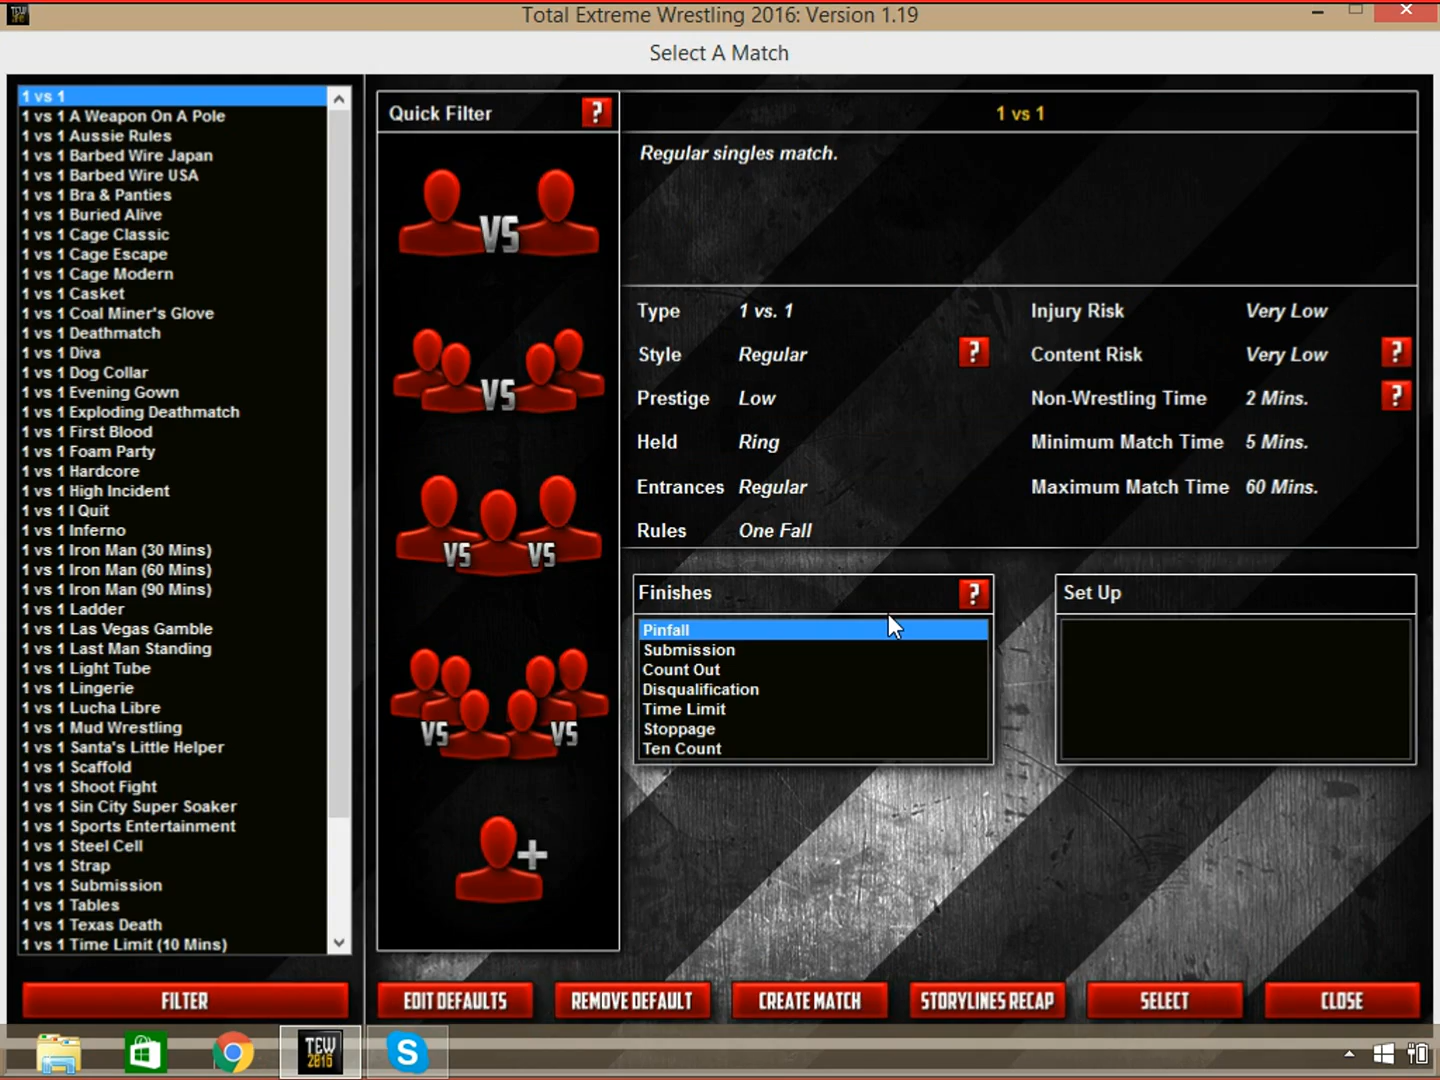 Total Extreme Wrestling 2016: Version 1.19
Select A Match
1 vs 1
1 vs 1 A Weapon On A Pole
1 vs 1 Aussie Rules
1 vs 1 Barbed Wire Japan
1 vs 1 Barbed Wire USA
1 vs 1 Bra & Panties
1 vs 1 Buried Alive
1 vs 1 Cage Classic
1 vs 1 Cage Escape
1 vs 1 Cage Modern
1 vs 1 Casket
1 vs 1 Coal Miner's Glove
1 vs 1 Deathmatch
1 vs 1 Diva
1 vs 1 Dog Collar
1 vs 1 Evening Gown
1 vs 1 Exploding Deathmatch
1 vs 1 First Blood
1 vs 1 Foam Party
1 vs 1 Hardcore
1 vs 1 High Incident
1 vs 1 I Quit
1 vs 1 Inferno
1 vs 1 Iron Man (30 Mins)
1 vs 1 Iron Man (60 Mins)
1 vs 1 Iron Man (90 Mins)
1 vs 1 Ladder
1 vs 1 Las Vegas Gamble
1 vs 1 Last Man Standing
1 vs 1 Light Tube
1 vs 1 Lingerie
1 vs 1 Lucha Libre
1 vs 1 Mud Wrestling
1 vs 1 Santa's Little Helper
1 vs 1 Scaffold
1 vs 1 Shoot Fight
1 vs 1 Sin City Super Soaker
1 vs 1 Sports Entertainment
1 vs 1 Steel Cell
1 vs 1 Strap
1 vs 1 Submission
1 vs 1 Tables
1 vs 1 Texas Death
1 vs 1 Time Limit (10 Mins)
FILTER
Quick Filter ?
VS
VS
VS VS
VS VS
1 vs 1
Regular singles match.
Type 1 vs. 1
Style Regular ?
Prestige Low
Held Ring
Entrances Regular
Rules One Fall
Injury Risk Very Low
Content Risk Very Low ?
Non-Wrestling Time 2 Mins. ?
Minimum Match Time 5 Mins.
Maximum Match Time 60 Mins.
Finishes ?
Pinfall
Submission
Count Out
Disqualification
Time Limit
Stoppage
Ten Count
Set Up
EDIT DEFAULTS REMOVE DEFAULT CREATE MATCH STORYLINES RECAP SELECT CLOSE
TEW
2016
S